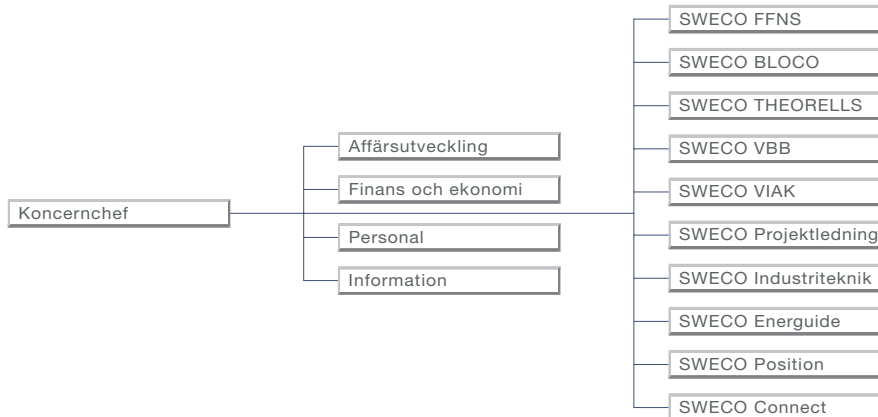 Koncernchef
Affärsutveckling
Finans och ekonomi
Personal
Information
SWECO FFNS
SWECO BLOCO
SWECO THEORELLS
SWECO VBB
SWECO VIAK
SWECO Projektledning
SWECO Industriteknik
SWECO Energuide
SWECO Position
SWECO Connect